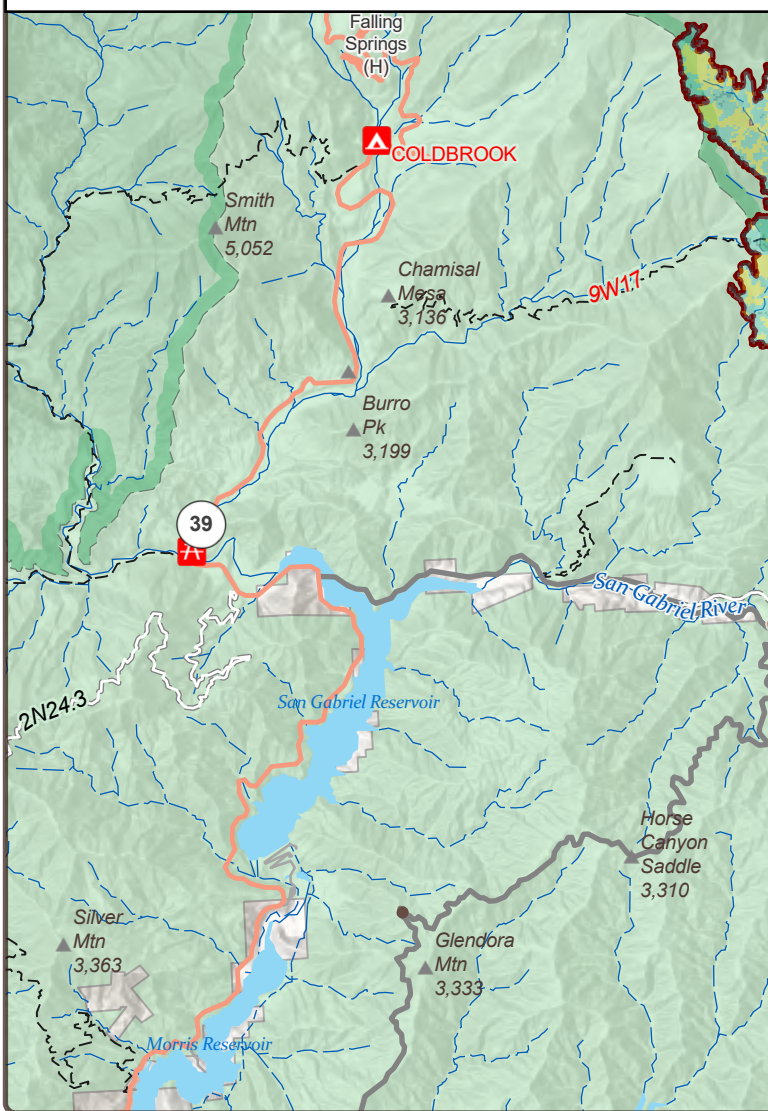 Falling
Springs
(H)
COLDBROOK
Smith
Mtn
5,052
Chamisal
Mesa
3,136
9W17
Burro
Pk
3,199
39
San Gabriel River
2N24.3
San Gabriel Reservoir
Horse
Canyon
Saddle
3,310
Silver
Mtn
3,363
Glendora
Mtn
3,333
Morris Reservoir